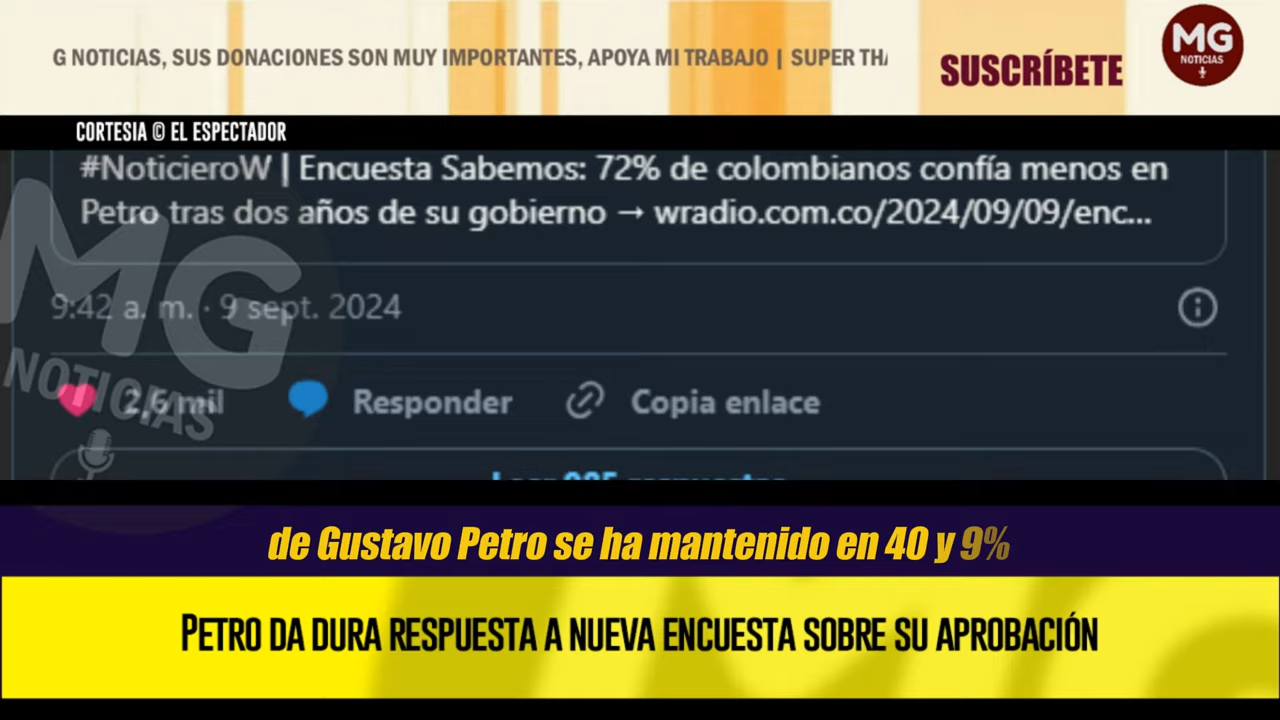 G NOTICIAS, SUS DONACIONES SON MUY IMPORTANTES, APOYA MI TRABAJO | SUPER THA
SUSCRÍBETE
MG
NOTICIAS
CORTESIA © EL ESPECTADOR
#NoticieroW | Encuesta Sabemos: 72% de colombianos confía menos en
Petro tras dos años de su gobierno → wradio.com.co/2024/09/09/enc...
9:42 a. m. · 9 sept. 2024
2,6 mil Responder Copia enlace
MG
NOTICIAS
de Gustavo Petro se ha mantenido en 40 y 9%
PETRO DA DURA RESPUESTA A NUEVA ENCUESTA SOBRE SU APROBACIÓN